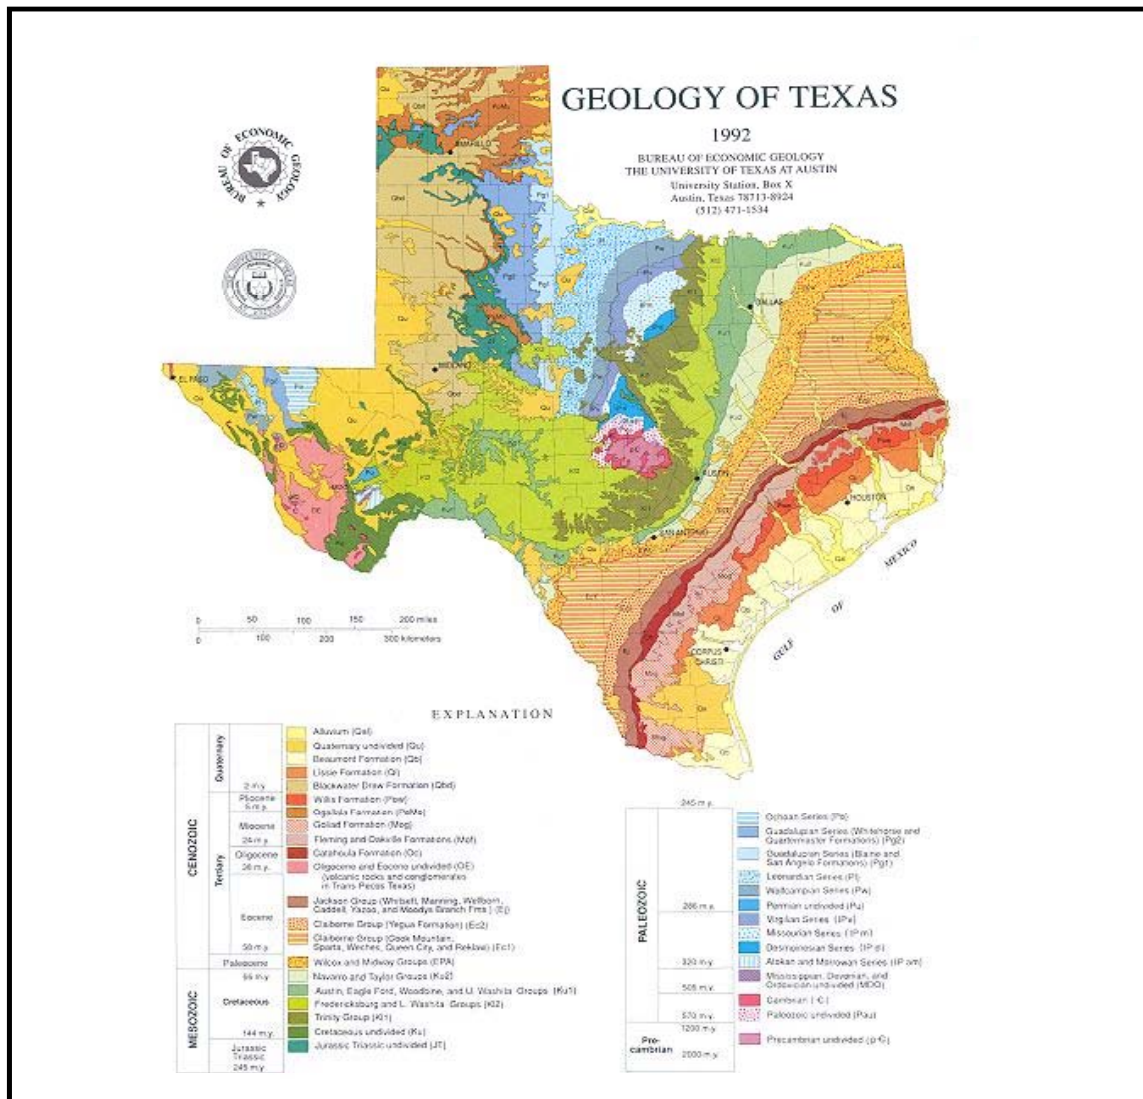 GEOLOGY OF TEXAS
1992
BUREAU OF ECONOMIC GEOLOGY
THE UNIVERSITY OF TEXAS AT AUSTIN
University Station, Box X
Austin, Texas 78713-8924
(512) 471-1534
BUREAU OF ECONOMIC GEOLOGY
AMARILLO
DALLAS
MIDLAND
EL PASO
AUSTIN
HOUSTON
SAN ANTONIO
CORPUS
CHRISTI
GULF OF MEXICO
0 50 100 150 200 miles
0 100 200 300 kilometers
EXPLANATION
CENOZOIC
Quaternary
2 m.y.
Tertiary
Pliocene
5 m.y.
Miocene
24 m.y.
Oligocene
Eocene
Paleocene
MESOZOIC
Cretaceous
144 m.y.
Jurassic
Triassic
245 m.y.
Alluvium (Qal)
Quaternary undivided (Qu)
Beaumont Formation (Qb)
Lissie Formation (Ql)
Blackwater Draw Formation (Qbd)
Willis Formation (Pow)
Ogallala Formation (PoMo)
Goliad Formation (Mog)
Fleming and Oakville Formations (Mof)
Catahoula Formation (Oc)
Oligocene and Eocene undivided (OE)
(volcanic rocks and conglomerates
in Trans-Pecos Texas)
Jackson Group (Whitsett, Manning, Wellborn,
Caddell, Yazoo, and Moodys Branch Fms.) (Ej)
Claiborne Group (Yegua Formation) (Ec2)
Claiborne Group (Cook Mountain,
Sparta, Weches, Queen City, and Reklaw) (Ec1)
Wilcox and Midway Groups (EPA)
Navarro and Taylor Groups (Ku2)
Austin, Eagle Ford, Woodbine, and U. Washita Groups (Ku1)
Fredericksburg and L. Washita Groups (Kl2)
Trinity Group (Kl1)
Cretaceous undivided (Ku)
Jurassic Triassic undivided (JT)
245 m.y.
PALEOZOIC
286 m.y.
320 m.y.
505 m.y.
570 m.y.
1200 m.y.
Pre-
cambrian
2000 m.y.
Ochoan Series (Po)
Guadalupian Series (Whitehorse and
Quartermaster Formations) (Pg2)
Guadalupian Series (Blaine and
San Angelo Formations) (Pg1)
Leonardian Series (Pl)
Wolfcampian Series (Pw)
Permian undivided (Pu)
Virgilian Series (IPv)
Missourian Series (IPm)
Desmoinesian Series (IPd)
Atokan and Morrowan Series (IPam)
Mississippian, Devonian, and
Ordovician undivided (MDO)
Cambrian (-C)
Paleozoic undivided (Pau)
Precambrian undivided (p-C)